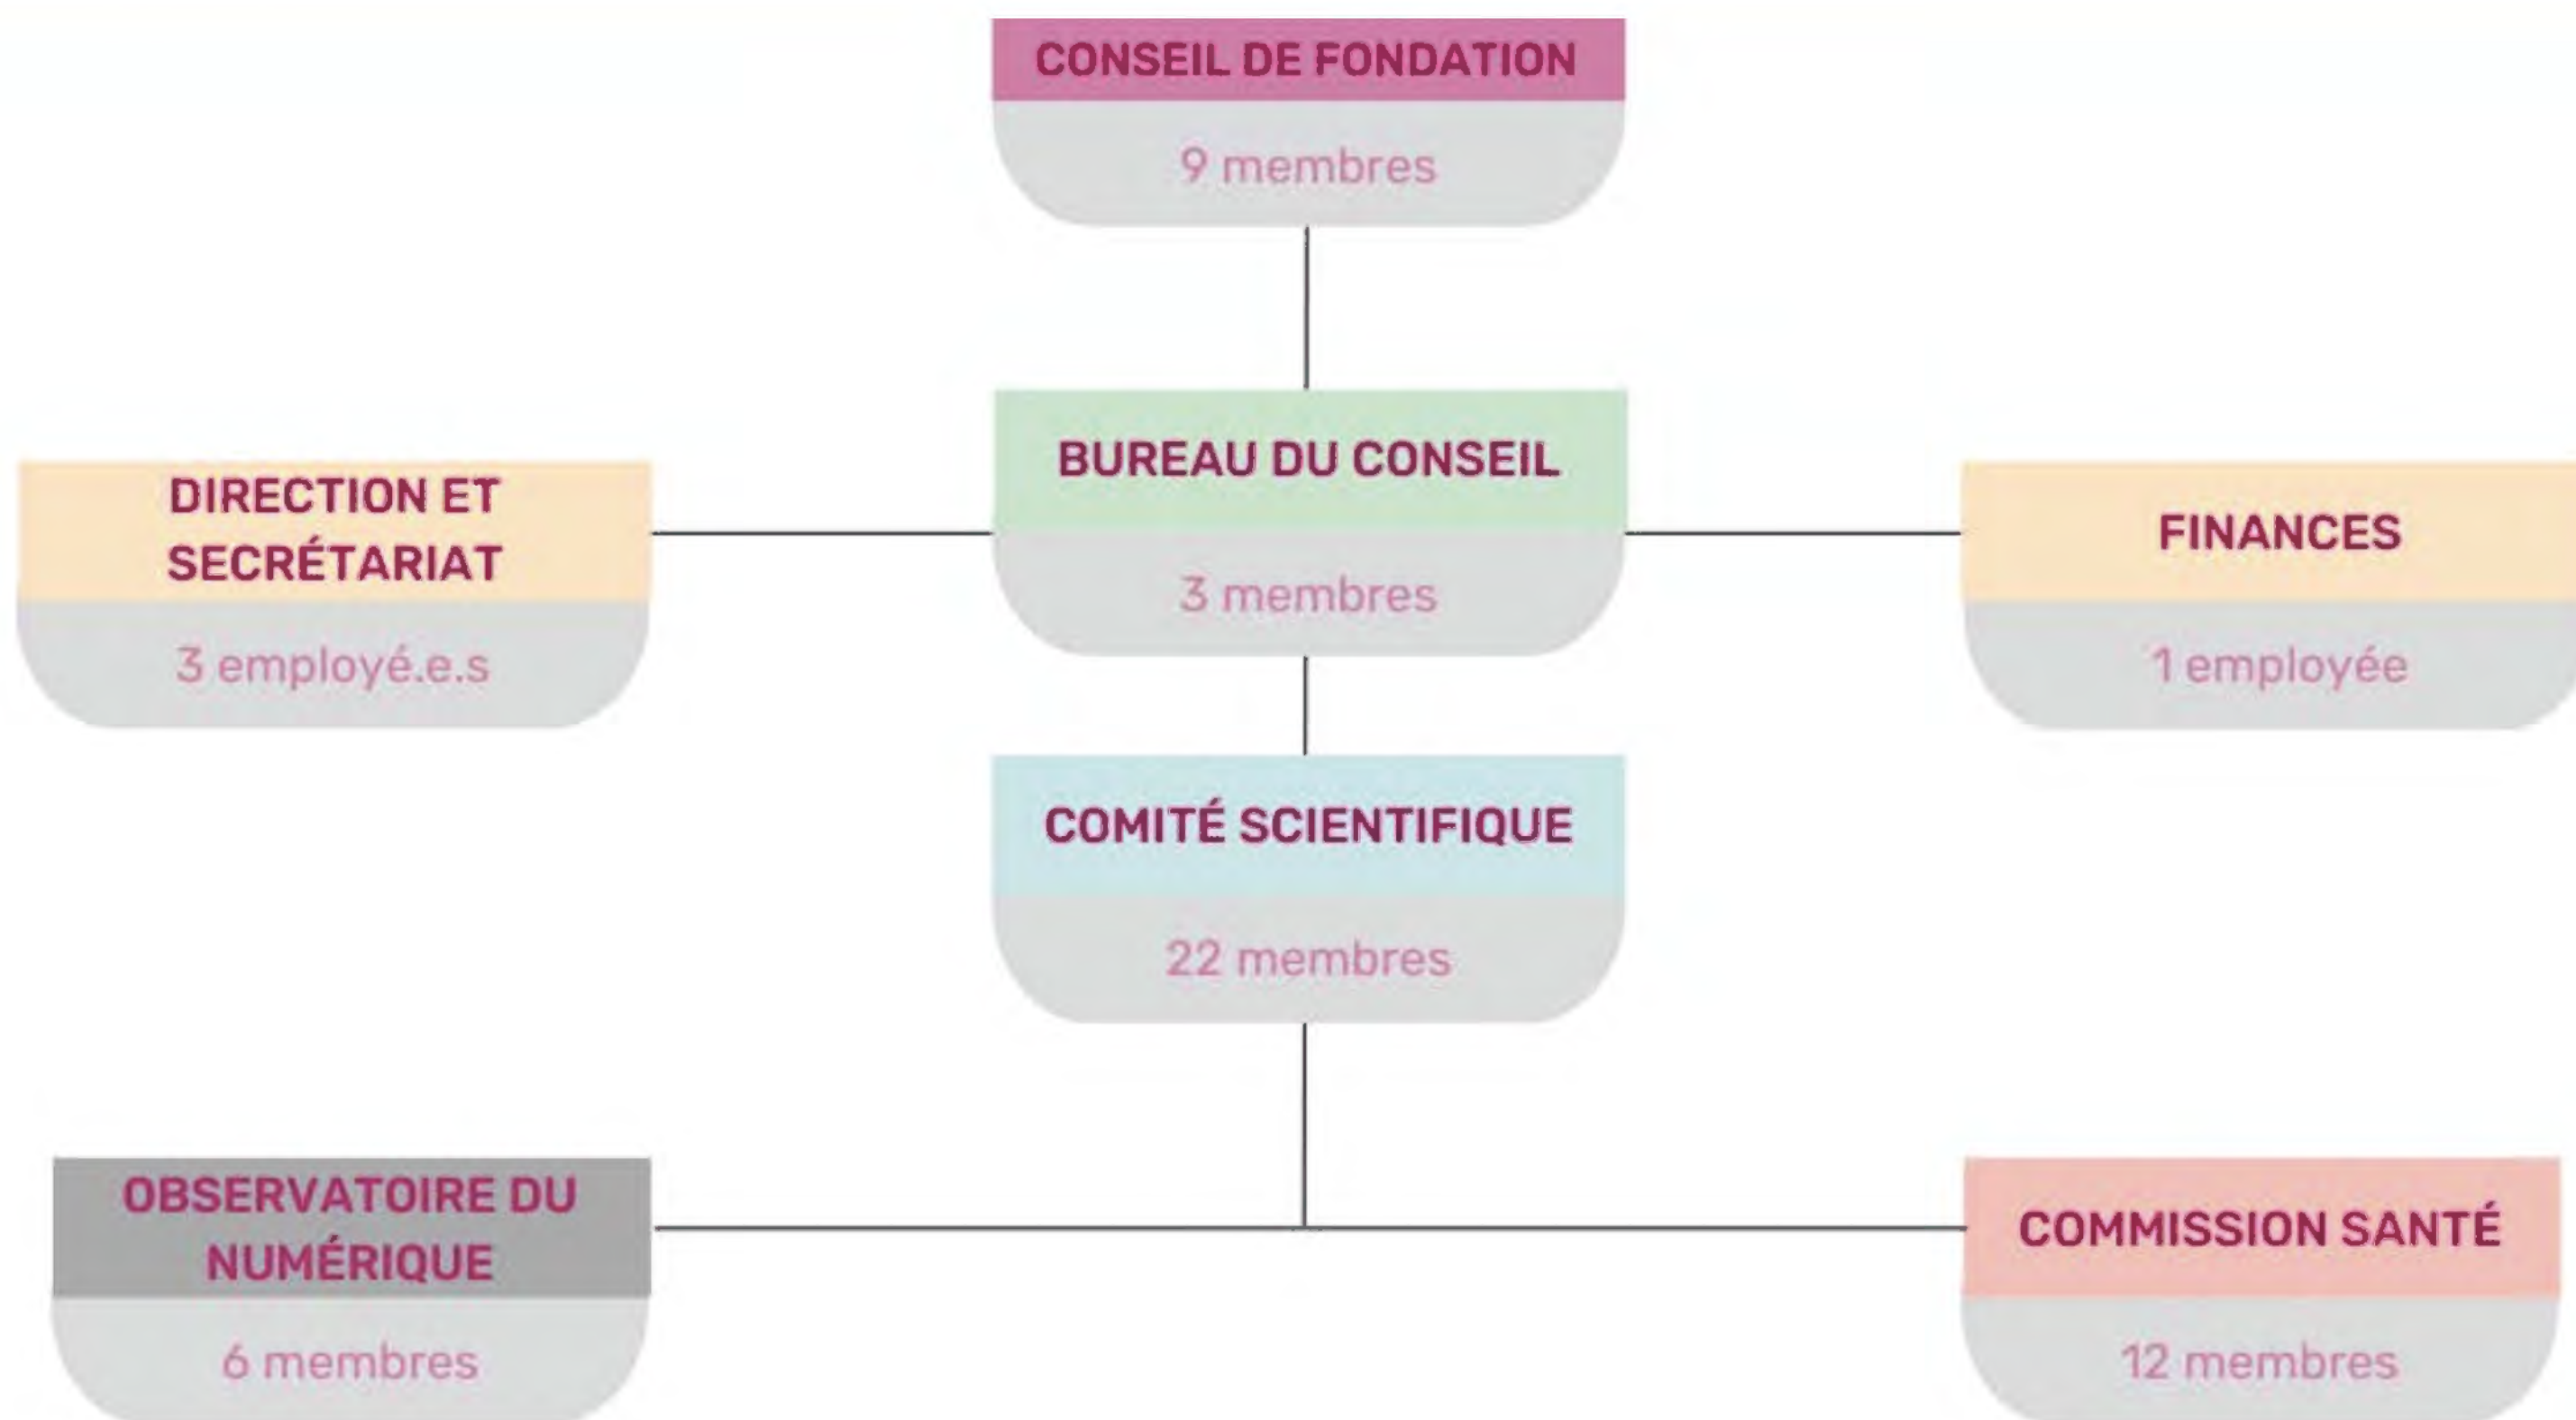 CONSEIL DE FONDATION
9 membres
BUREAU DU CONSEIL
3 membres
DIRECTION ET
SECRÉTARIAT
3 employé.e.s
FINANCES
1 employée
COMITÉ SCIENTIFIQUE
22 membres
OBSERVATOIRE DU
NUMÉRIQUE
6 membres
COMMISSION SANTÉ
12 membres